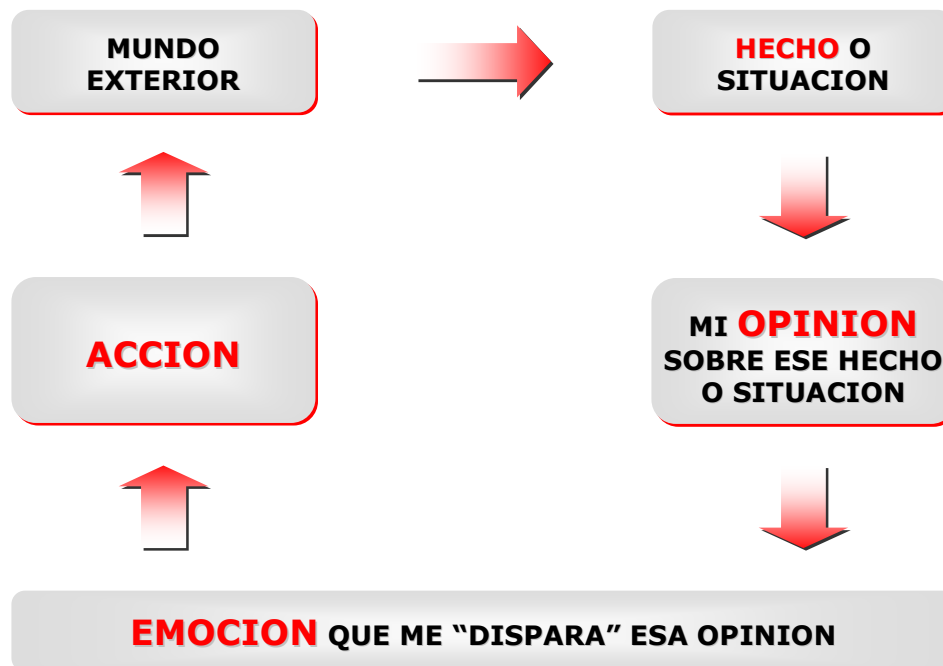 MUNDO
EXTERIOR
HECHO O
SITUACION
MI OPINION
SOBRE ESE HECHO
O SITUACION
EMOCION QUE ME “DISPARA” ESA OPINION
ACCION